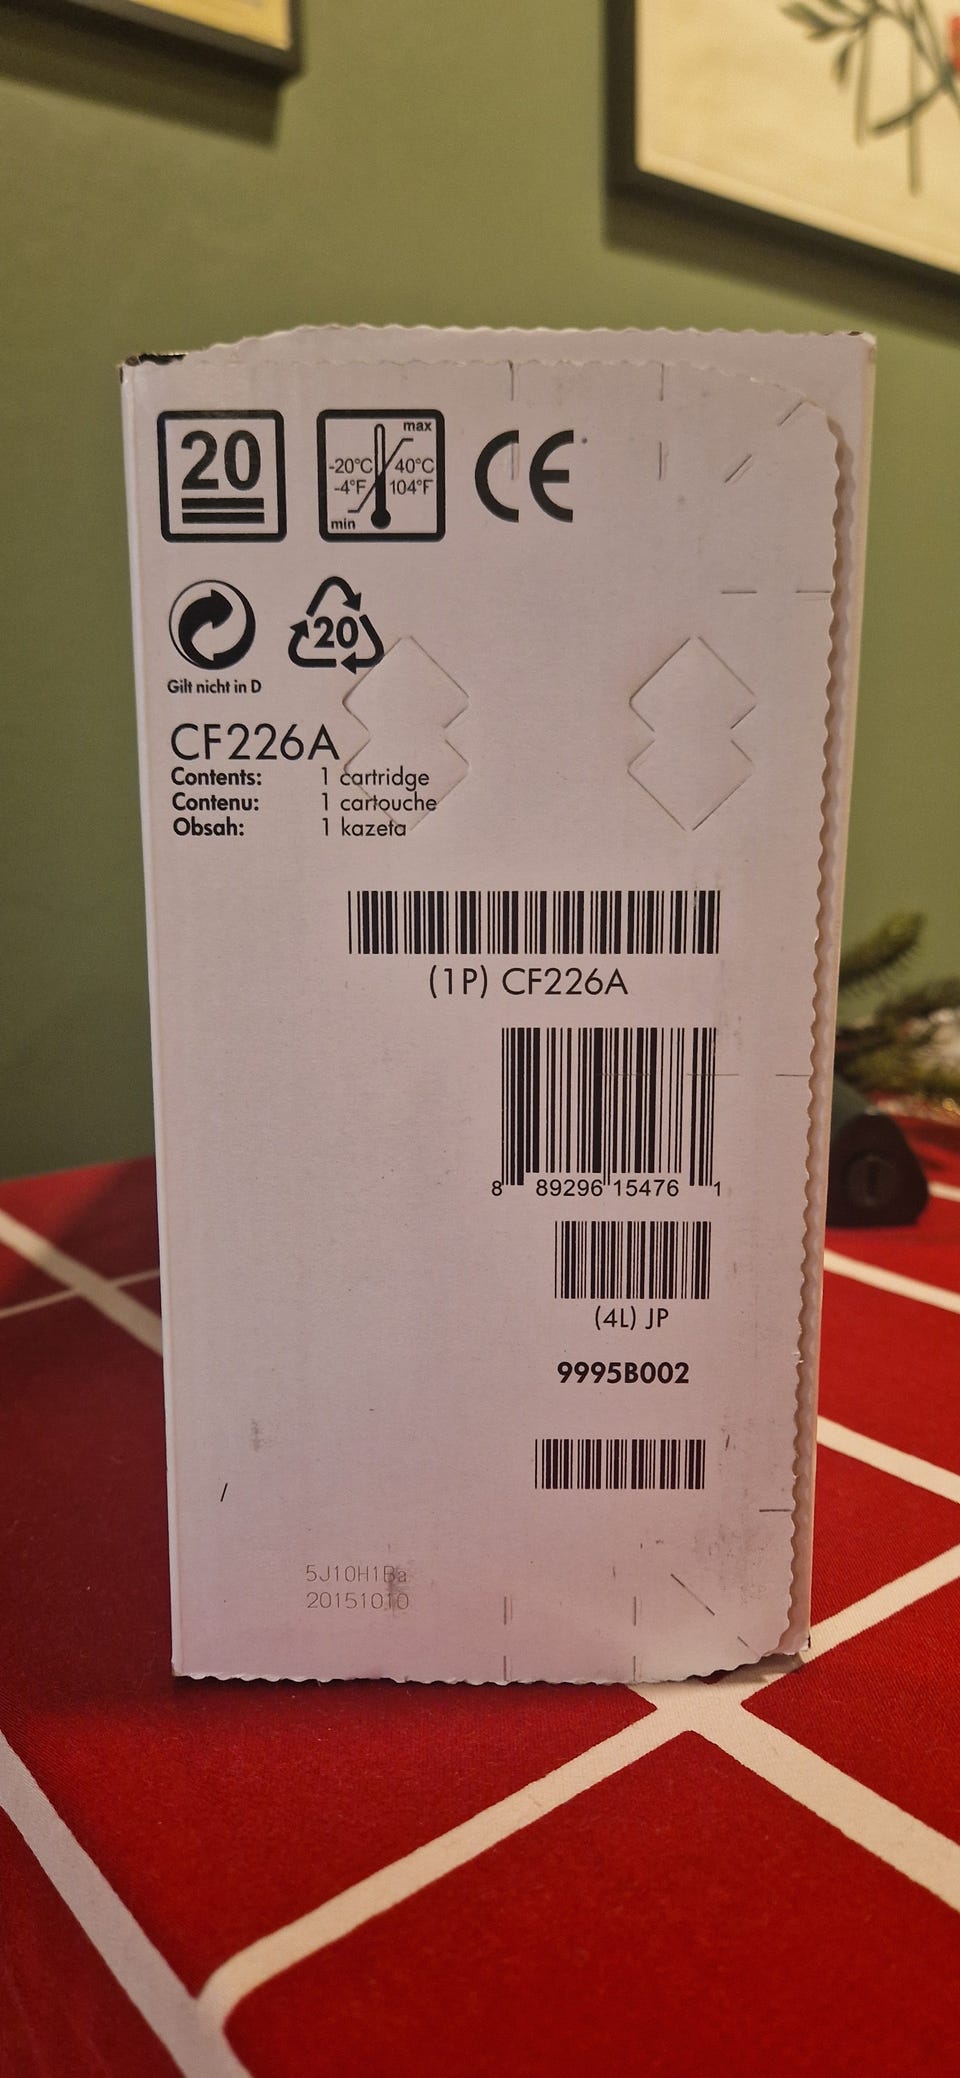 20
max
-20°C 40°C
-4°F 104°F
min
CE
20
Gilt nicht in D
CF226A
Contents: 1 cartridge
Contenu: 1 cartouche
Obsah: 1 kazeta
(1P) CF226A
8 89296 15476 1
(4L) JP
9995B002
5J10H1Ba
20151010